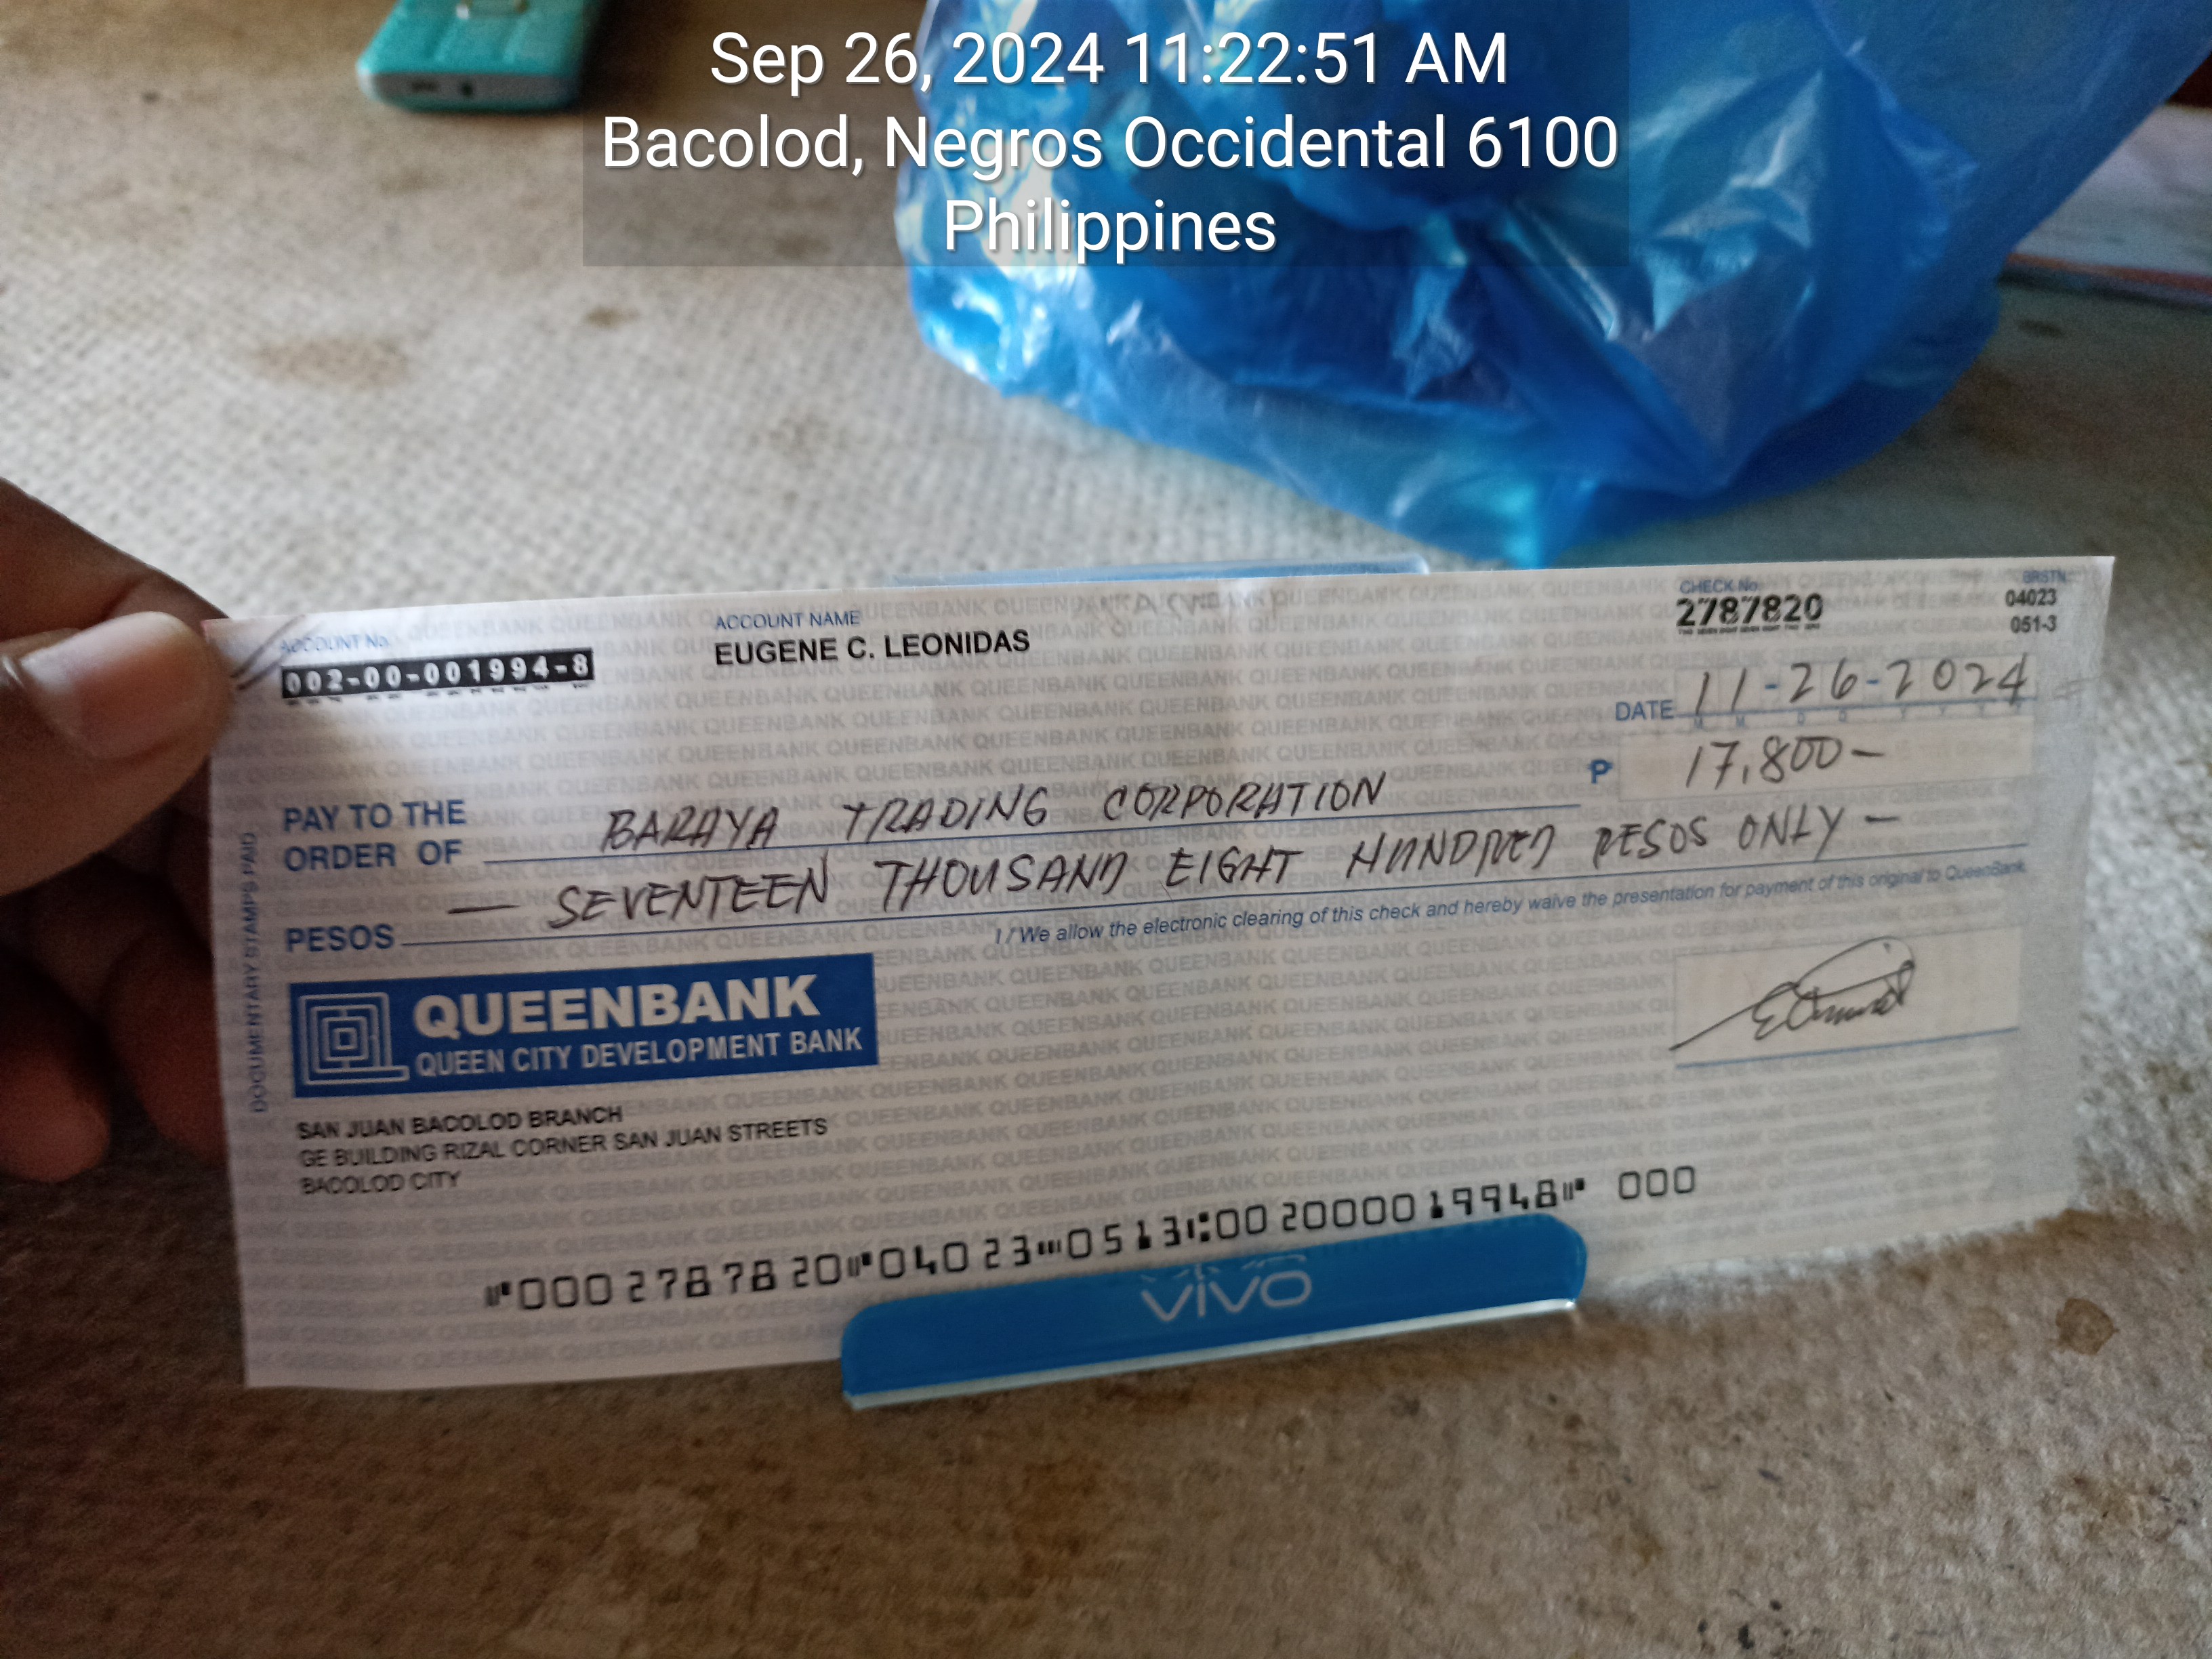 Sep 26, 2024 11:22:51 AM
Bacolod, Negros Occidental 6100
Philippines
ACCOUNT No.
002-00-001994-8
ACCOUNT NAME
EUGENE C. LEONIDAS
CHECK No.
2787820
BRSTN
04023
051-3
DATE 11-26-2024
M M D D Y Y Y Y
PAY TO THE
ORDER OF BARAYA TRADING CORPORATION
P 17,800-
PESOS — SEVENTEEN THOUSAND EIGHT HUNDRED PESOS ONLY —
I / We allow the electronic clearing of this check and hereby waive the presentation for payment of this original to QueenBank
DOCUMENTARY STAMPS PAID
QUEENBANK
QUEEN CITY DEVELOPMENT BANK
SAN JUAN BACOLOD BRANCH
GE BUILDING RIZAL CORNER SAN JUAN STREETS
BACOLOD CITY
⑈000 2787820⑈04023⑉0513⑆002000019948⑈ 000
vivo